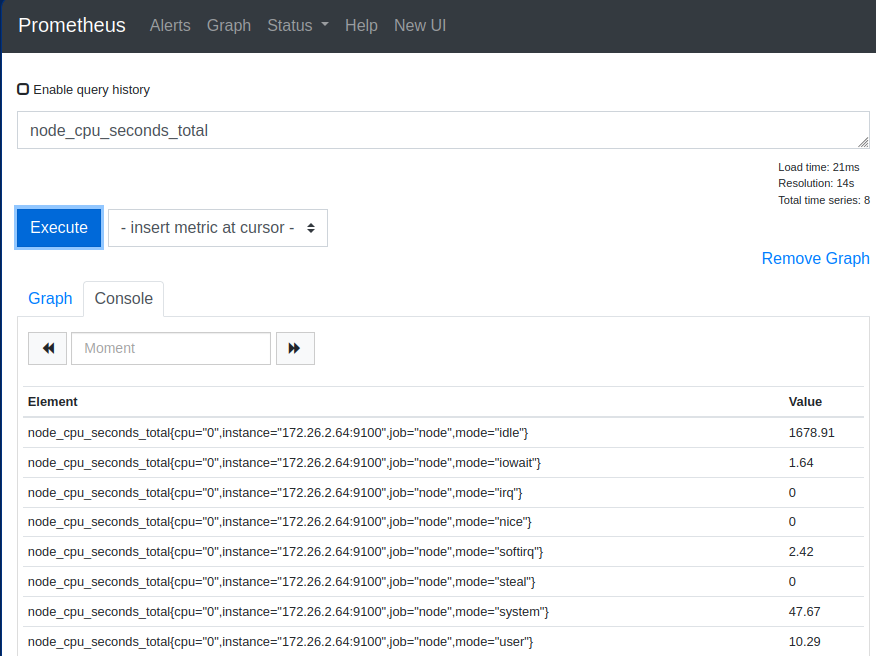 Prometheus Alerts Graph Status Help New UI
Enable query history
node_cpu_seconds_total
Load time: 21ms
Resolution: 14s
Total time series: 8
Execute - insert metric at cursor -
Remove Graph
Graph Console
Moment
Element Value
node_cpu_seconds_total{cpu="0",instance="172.26.2.64:9100",job="node",mode="idle"} 1678.91
node_cpu_seconds_total{cpu="0",instance="172.26.2.64:9100",job="node",mode="iowait"} 1.64
node_cpu_seconds_total{cpu="0",instance="172.26.2.64:9100",job="node",mode="irq"} 0
node_cpu_seconds_total{cpu="0",instance="172.26.2.64:9100",job="node",mode="nice"} 0
node_cpu_seconds_total{cpu="0",instance="172.26.2.64:9100",job="node",mode="softirq"} 2.42
node_cpu_seconds_total{cpu="0",instance="172.26.2.64:9100",job="node",mode="steal"} 0
node_cpu_seconds_total{cpu="0",instance="172.26.2.64:9100",job="node",mode="system"} 47.67
node_cpu_seconds_total{cpu="0",instance="172.26.2.64:9100",job="node",mode="user"} 10.29